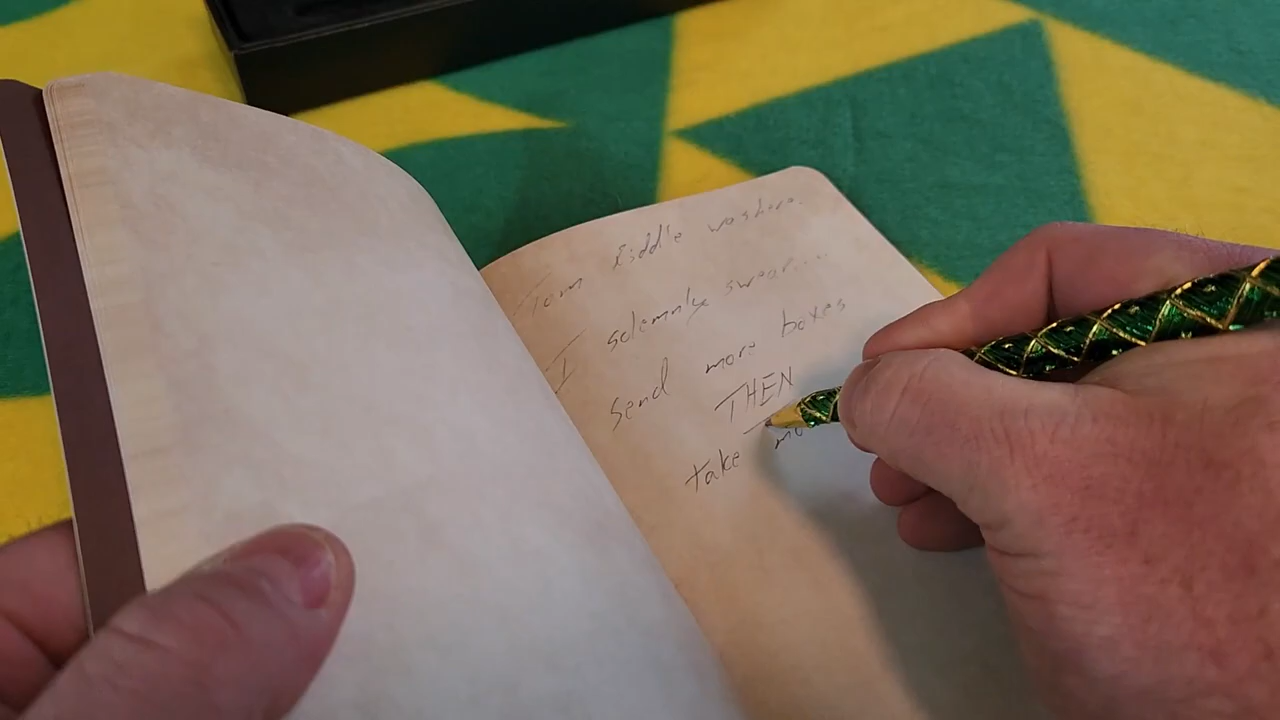 Tom Riddle was here.
I solemnly swear....
Send more boxes
THEN
take